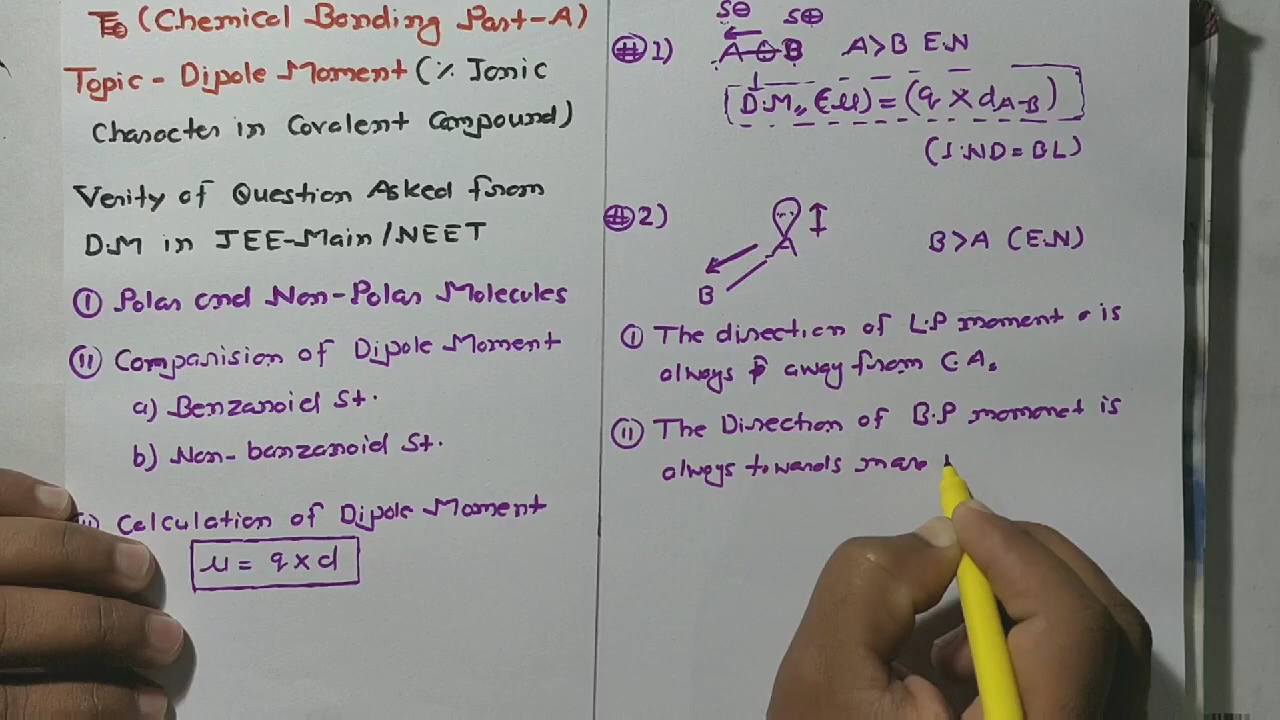 (Chemical Bonding Part-A)
Topic - Dipole Moment (% Ionic
Character in Covalent Compound)
Verity of Question Asked from
D.M in JEE-Main/NEET
I Polar and Non-Polar Molecules
II Comparision of Dipole Moment
a) Benzanoid St.
b) Non-banzanoid St.
Calculation of Dipole Moment
μ = q × d
δ⊖ δ⊕
# 1) A B A>B E.N
D.M, (μ) = (q × dA-B)
(I.ND = BL)
# 2) A B B>A (E.N)
I The direction of L.P moment is
always away from C.A.
II The Direction of B.P momonet is
always towards more